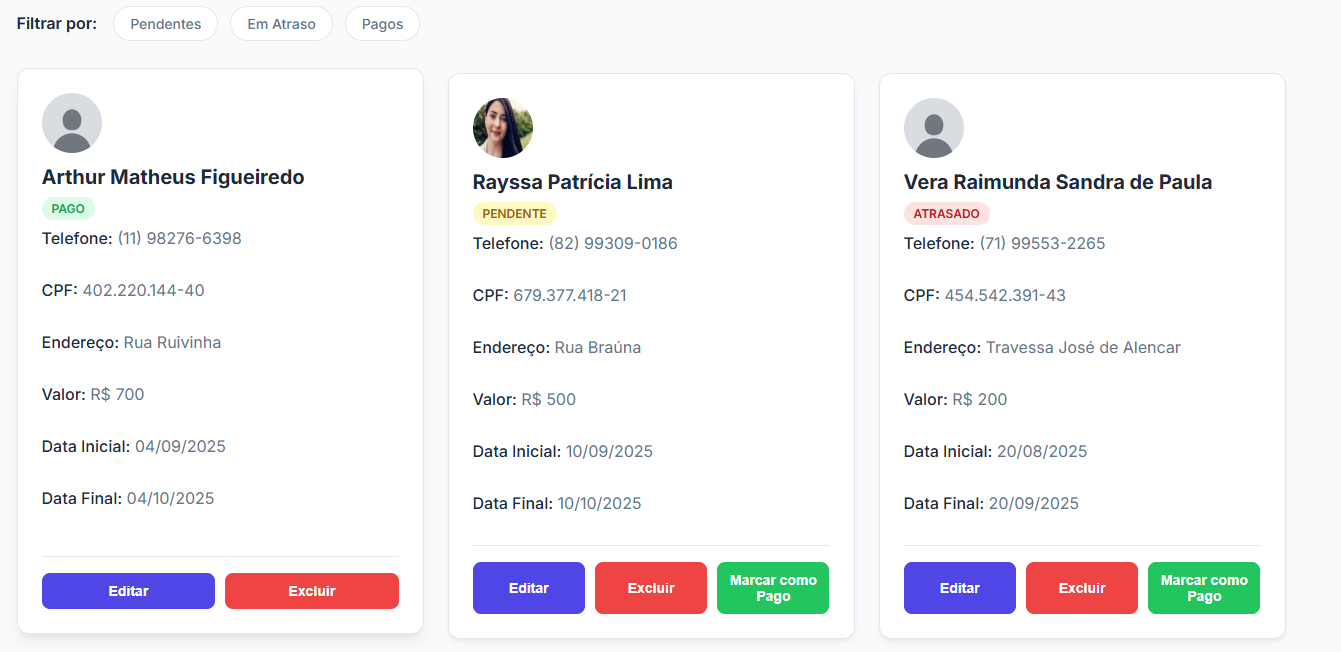 Filtrar por: Pendentes Em Atraso Pagos
Arthur Matheus Figueiredo
PAGO
Telefone: (11) 98276-6398
CPF: 402.220.144-40
Endereço: Rua Ruivinha
Valor: R$ 700
Data Inicial: 04/09/2025
Data Final: 04/10/2025
Editar Excluir
Rayssa Patrícia Lima
PENDENTE
Telefone: (82) 99309-0186
CPF: 679.377.418-21
Endereço: Rua Braúna
Valor: R$ 500
Data Inicial: 10/09/2025
Data Final: 10/10/2025
Editar Excluir Marcar como
Pago
Vera Raimunda Sandra de Paula
ATRASADO
Telefone: (71) 99553-2265
CPF: 454.542.391-43
Endereço: Travessa José de Alencar
Valor: R$ 200
Data Inicial: 20/08/2025
Data Final: 20/09/2025
Editar Excluir Marcar como
Pago